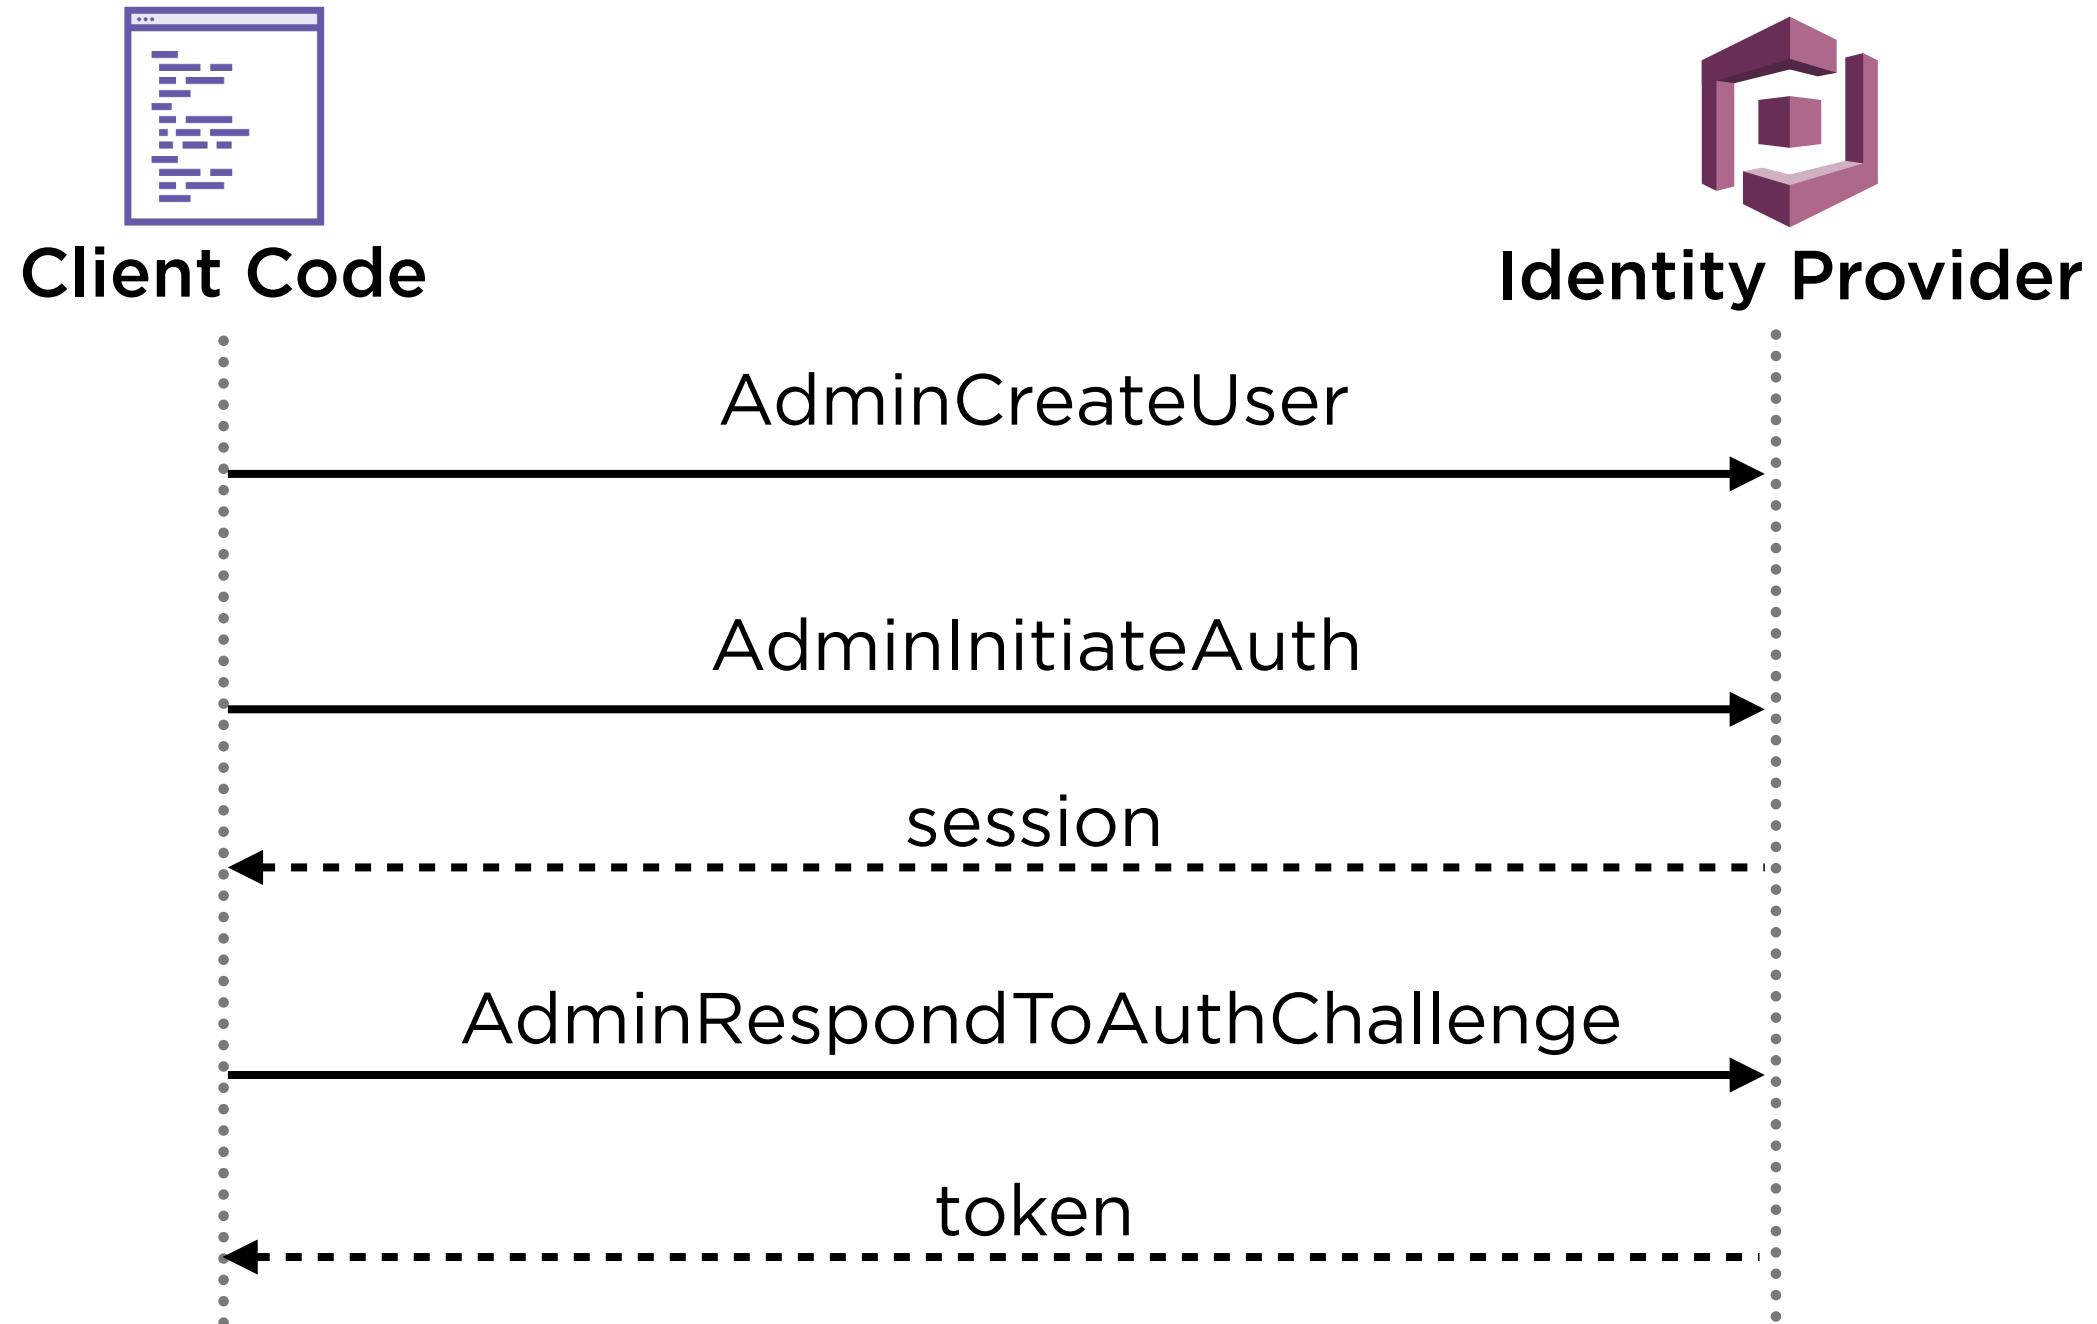 Client Code
Identity Provider
AdminCreateUser
AdminInitiateAuth
session
AdminRespondToAuthChallenge
token